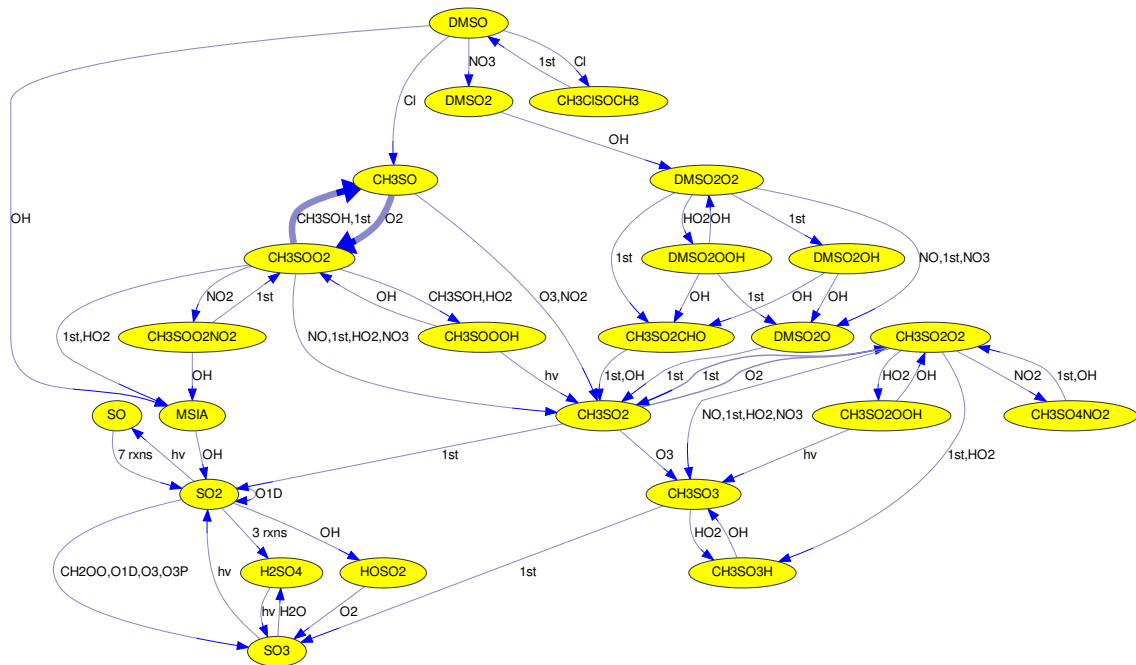 DMSO
NO3
Cl
1st
Cl
DMSO2
CH3ClSOCH3
OH
CH3SO
DMSO2O2
OH
CH3SOH,1st
O2
HO2
OH
1st
CH3SOO2
DMSO2OOH
DMSO2OH
NO,1st,NO3
1st
NO2
1st
OH
CH3SOH,HO2
O3,NO2
OH
1st
OH
OH
1st,HO2
CH3SOO2NO2
CH3SOOOH
CH3SO2CHO
DMSO2O
CH3SO2O2
NO,1st,HO2,NO3
OH
hv
1st,OH
1st
1st
O2
HO2
OH
NO2
1st,OH
SO
MSIA
CH3SO2
NO,1st,HO2,NO3
CH3SO2OOH
CH3SO4NO2
7 rxns
hv
OH
1st
O3
hv
1st,HO2
SO2
O1D
CH3SO3
3 rxns
OH
HO2
OH
CH2OO,O1D,O3,O3P
hv
H2SO4
HOSO2
1st
CH3SO3H
hv
H2O
O2
SO3